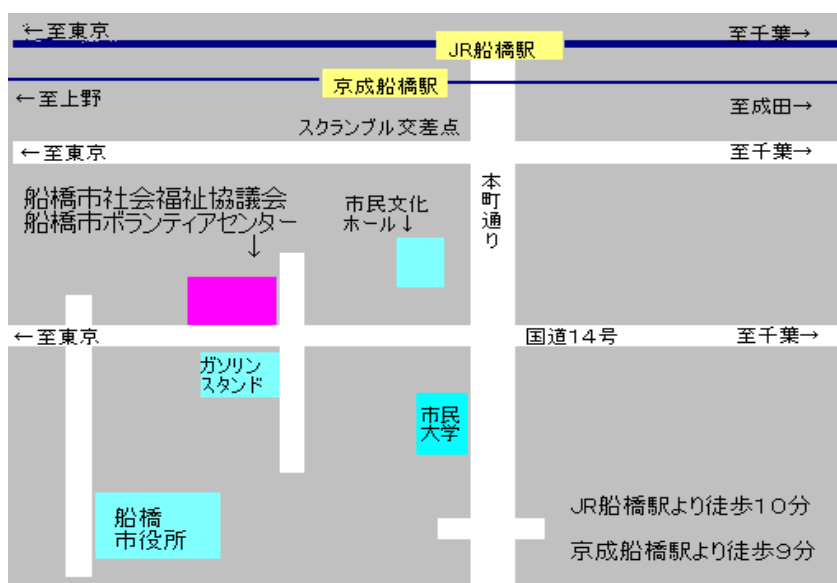 ←至東京
至千葉→
JR船橋駅
京成船橋駅
←至上野
至成田→
スクランブル交差点
←至東京
至千葉→
船橋市社会福祉協議会
船橋市ボランティアセンター
↓
市民文化
ホール↓
本町通り
←至東京
国道14号
至千葉→
ガソリン
スタンド
市民
大学
船橋
市役所
JR船橋駅より徒歩10分
京成船橋駅より徒歩9分